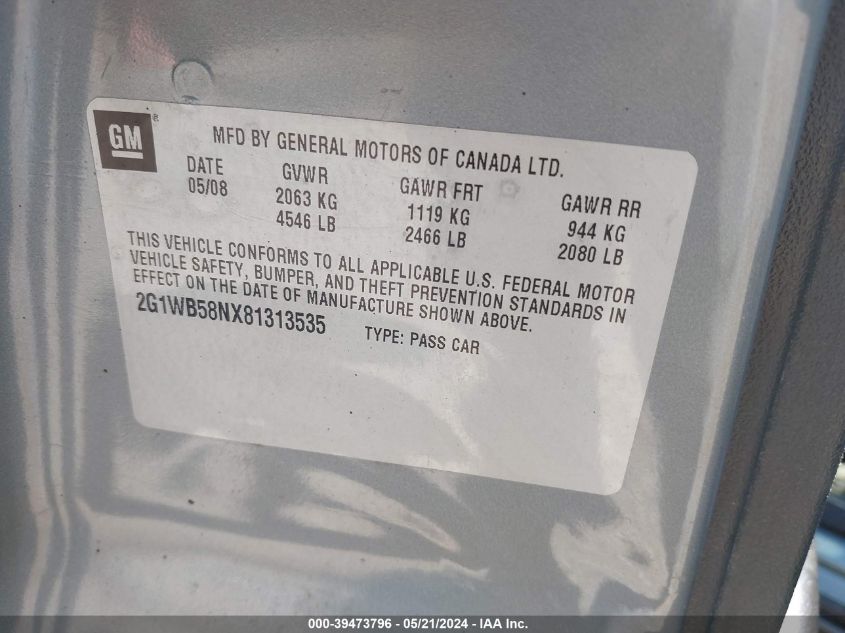 GM ®
MFD BY GENERAL MOTORS OF CANADA LTD.
DATE GVWR GAWR FRT GAWR RR
05/08 2063 KG 1119 KG 944 KG
4546 LB 2466 LB 2080 LB
THIS VEHICLE CONFORMS TO ALL APPLICABLE U.S. FEDERAL MOTOR
VEHICLE SAFETY, BUMPER, AND THEFT PREVENTION STANDARDS IN
EFFECT ON THE DATE OF MANUFACTURE SHOWN ABOVE.
2G1WB58NX81313535 TYPE: PASS CAR
000-39473796 - 05/21/2024 - IAA Inc.